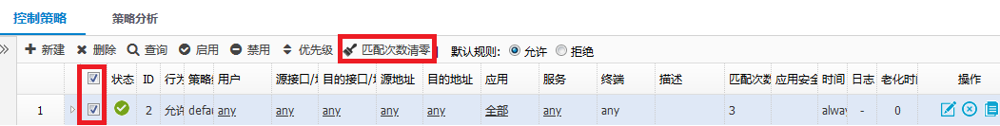 控制策略 策略分析
新建 删除 查询 启用 禁用 优先级 匹配次数清零 默认规则: 允许 拒绝
状态 ID 行为 策略 用户 源接口/ 目的接口/ 源地址 目的地址 应用 服务 终端 描述 匹配次数 应用安全 时间 日志 老化时间 操作
1 2 允许 defau any any any any any 全部 any any 3 alway - 0